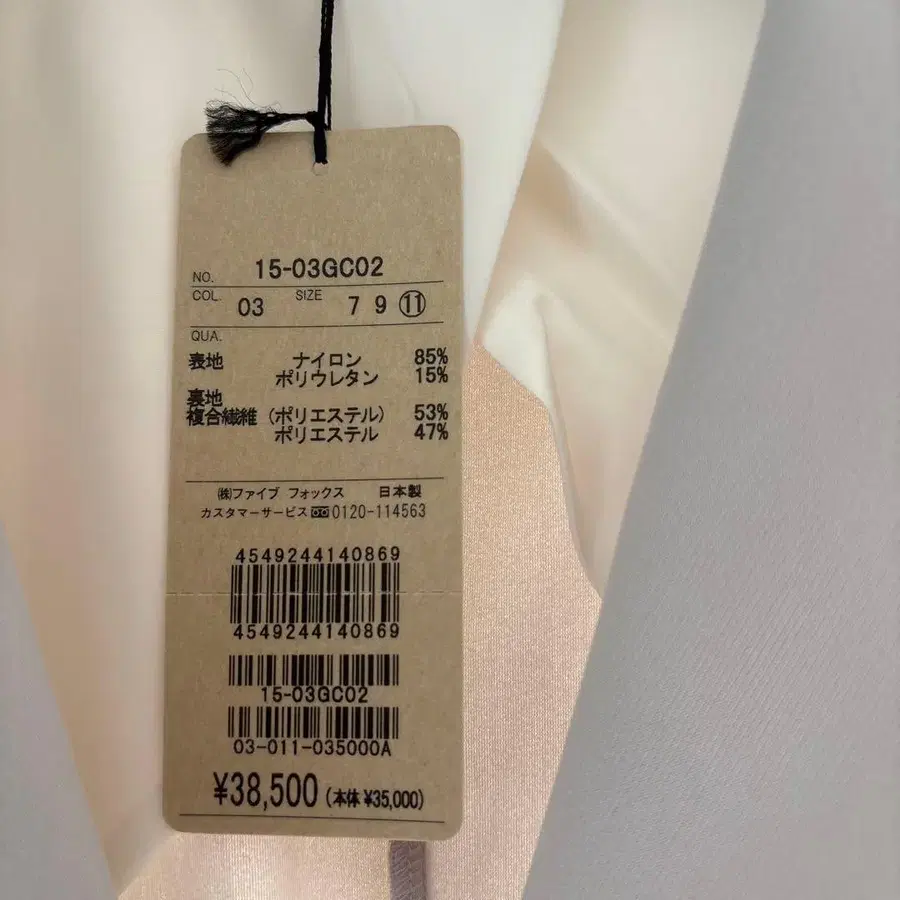 NO. 15-03GC02
COL. 03 SIZE 7 9 ⑪
QUA.
表地 ナイロン 85%
ポリウレタン 15%
裏地
複合繊維 (ポリエステル) 53%
ポリエステル 47%
㈱ファイブ フォックス 日本製
カスタマーサービス 0120-114563
4549244140869
4549244140869
15-03GC02
03-011-035000A
¥38,500 (本体 ¥35,000)